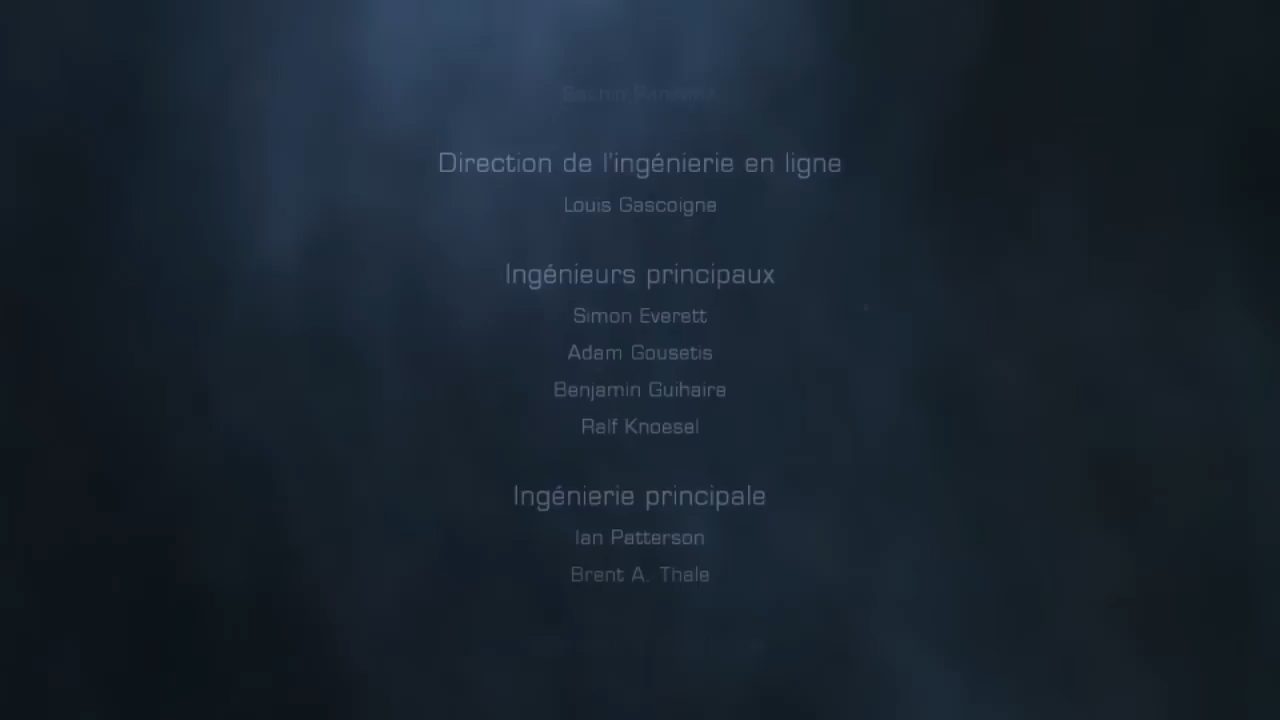 Direction de l'ingénierie en ligne
Louis Gascoigne
Ingénieurs principaux
Simon Everett
Adam Gousetis
Benjamin Guihaire
Ralf Knoesel
Ingénierie principale
Ian Patterson
Brent A. Thale